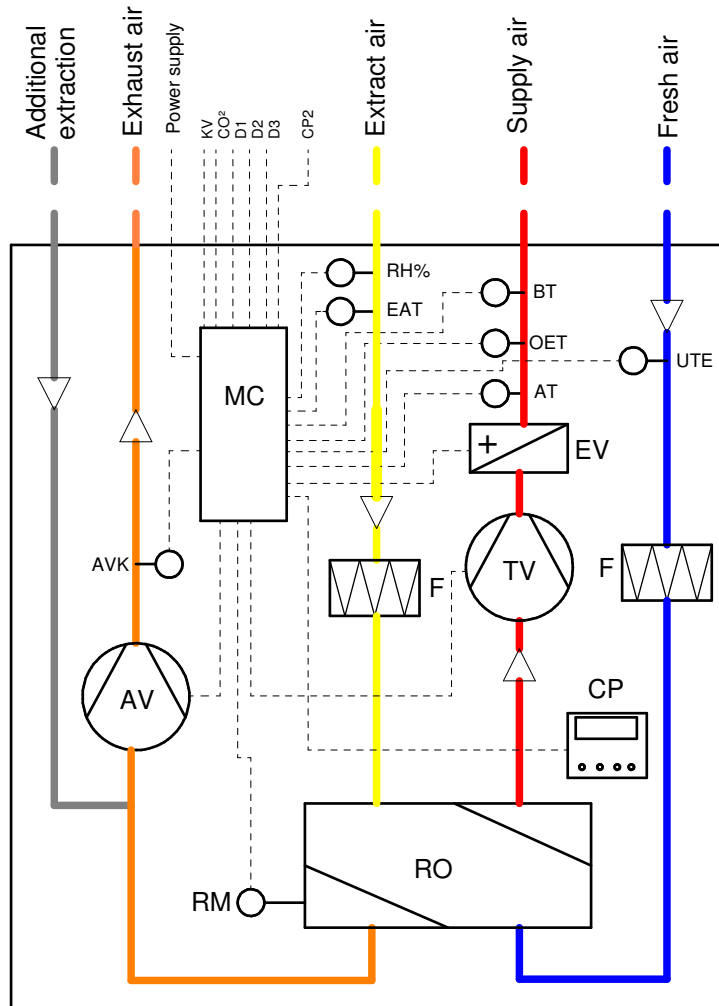 Additional
extraction
Exhaust air
Power supply
KV
CO²
D1
D2
D3
CP2
Extract air
Supply air
Fresh air
RH%
EAT
BT
OET
UTE
AT
MC
+
EV
AVK
F
TV
F
AV
CP
RO
RM